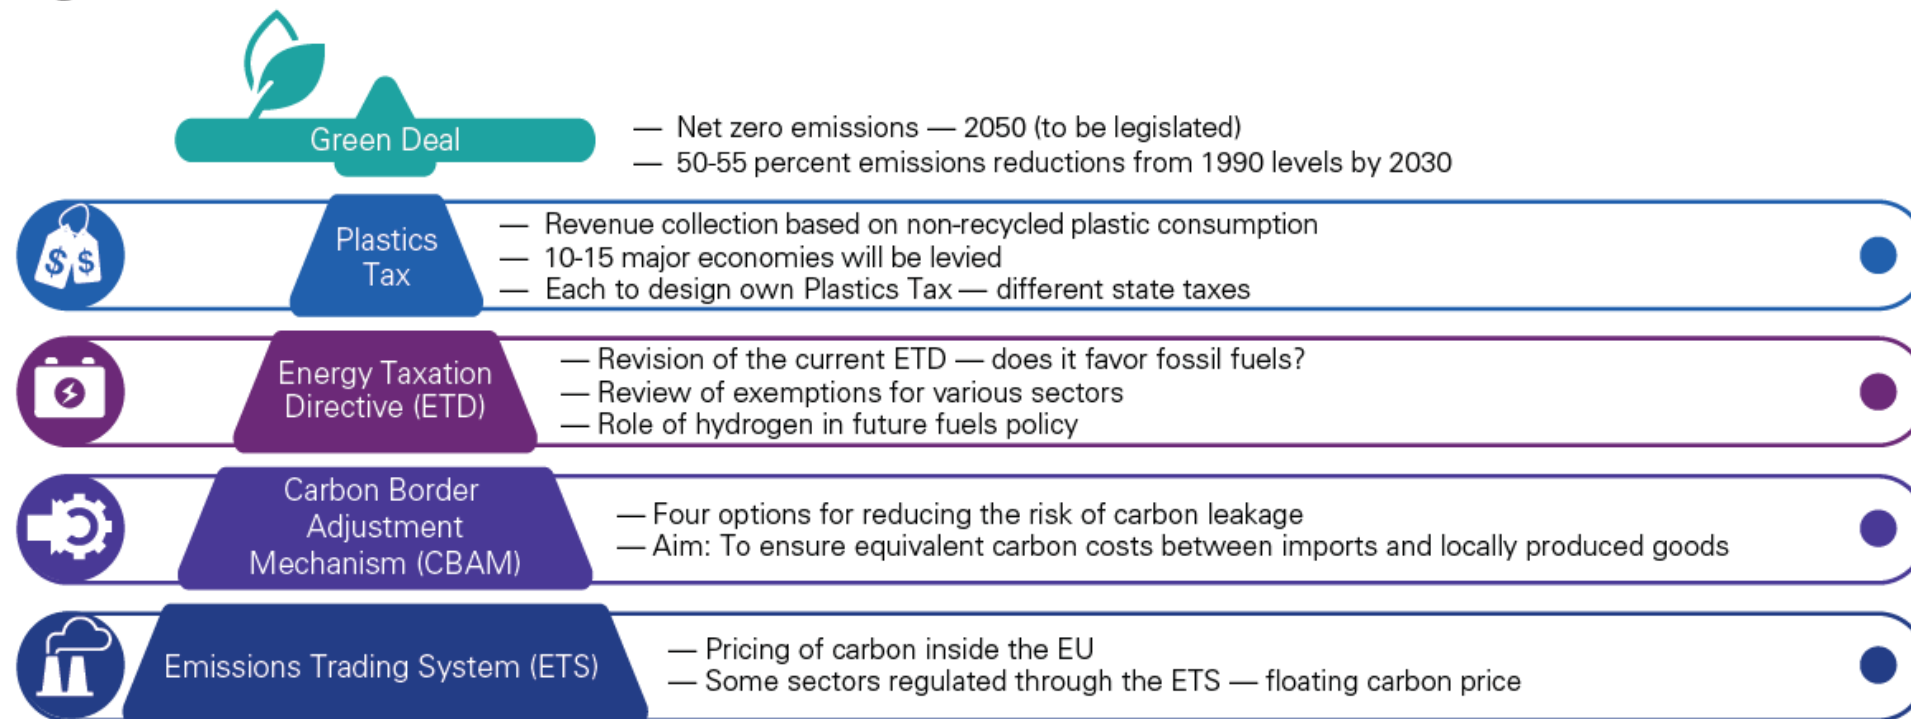 Green Deal
— Net zero emissions — 2050 (to be legislated)
— 50-55 percent emissions reductions from 1990 levels by 2030
$ $
Plastics
Tax
— Revenue collection based on non-recycled plastic consumption
— 10-15 major economies will be levied
— Each to design own Plastics Tax — different state taxes
Energy Taxation
Directive (ETD)
— Revision of the current ETD — does it favor fossil fuels?
— Review of exemptions for various sectors
— Role of hydrogen in future fuels policy
Carbon Border
Adjustment
Mechanism (CBAM)
— Four options for reducing the risk of carbon leakage
— Aim: To ensure equivalent carbon costs between imports and locally produced goods
Emissions Trading System (ETS)
— Pricing of carbon inside the EU
— Some sectors regulated through the ETS — floating carbon price